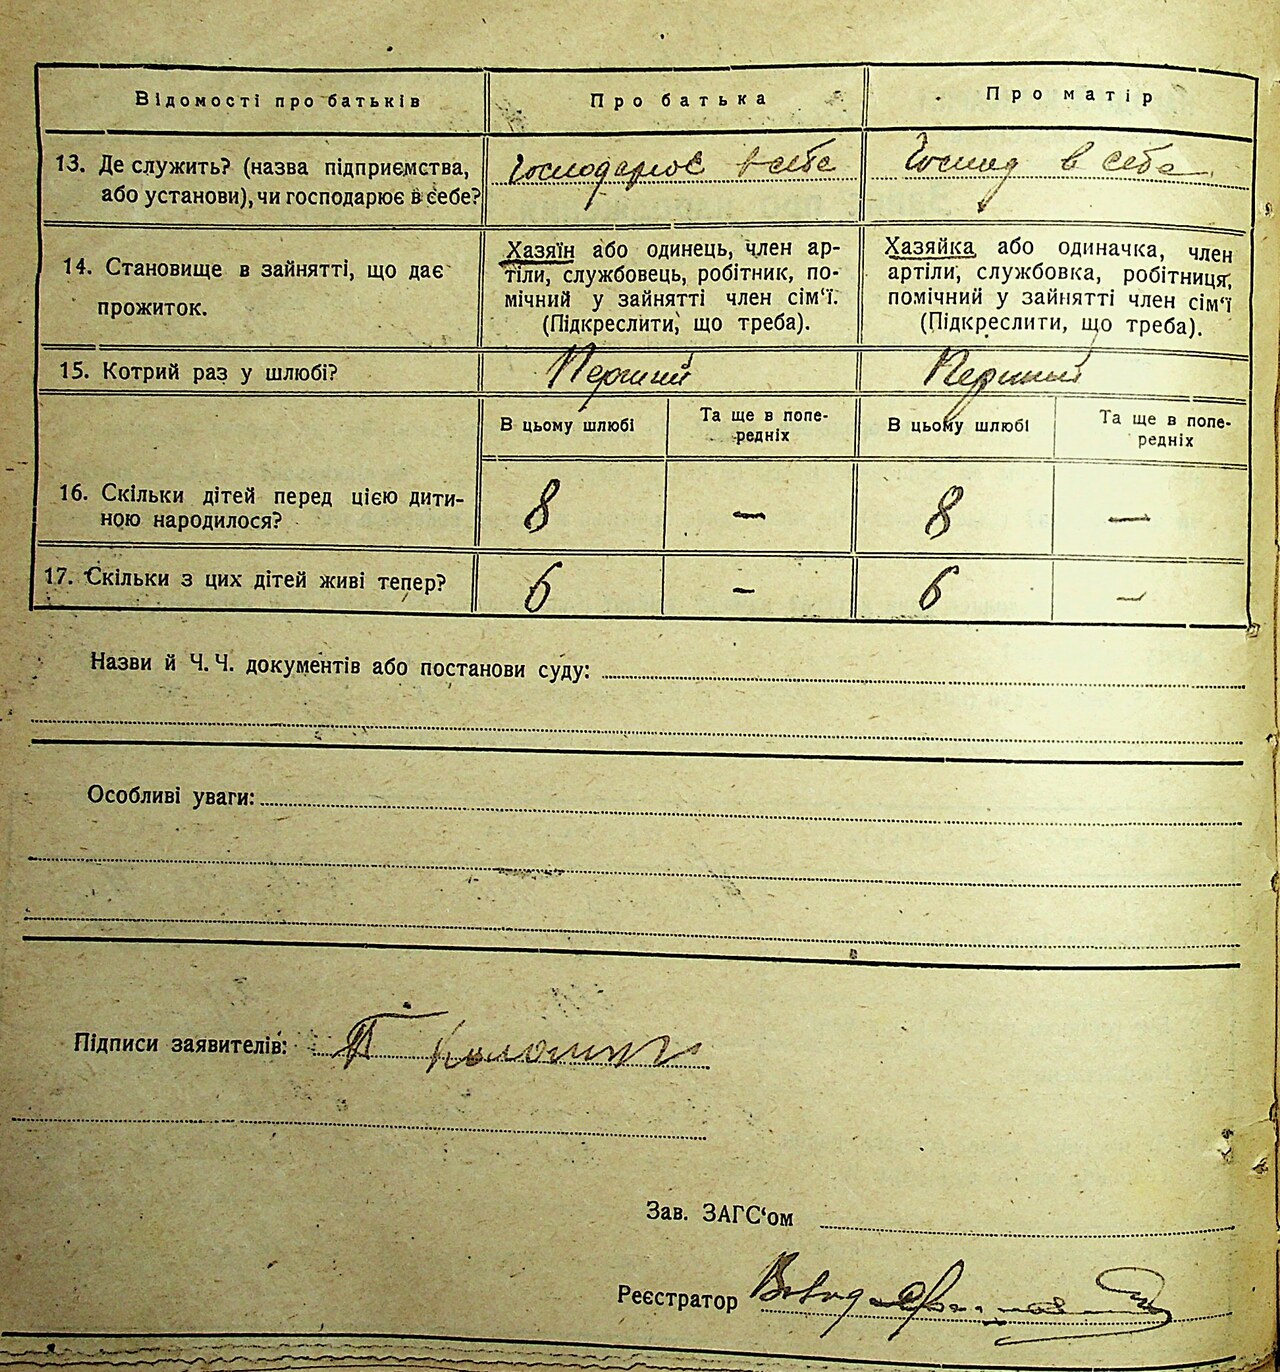 Відомості про батьків Про батька Про матір
13. Де служить? (назва підприємства, Господарює в себе Господ в себе
або установи), чи господарює в себе?
14. Становище в зайнятті, що дає
прожиток.
Хазяїн або одинець, член ар-
тіли, службовець, робітник, по-
мічний у зайнятті член сім‘ї.
(Підкреслити, що треба).
Хазяйка або одиначка, член
артіли, службовка, робітниця,
помічний у зайнятті член сім‘ї
(Підкреслити, що треба).
15. Котрий раз у шлюбі? Перший Перший
В цьому шлюбі Та ще в попе-
редніх
В цьому шлюбі Та ще в попе-
редніх
16. Скільки дітей перед цією дити-
ною народилося? 8 — 8 —
17. Скільки з цих дітей живі тепер? 6 - 6 -
Назви й Ч. Ч. документів або постанови суду:
Особливі уваги:
Підписи заявителів:
Зав. ЗАГС‘ом
Реєстратор